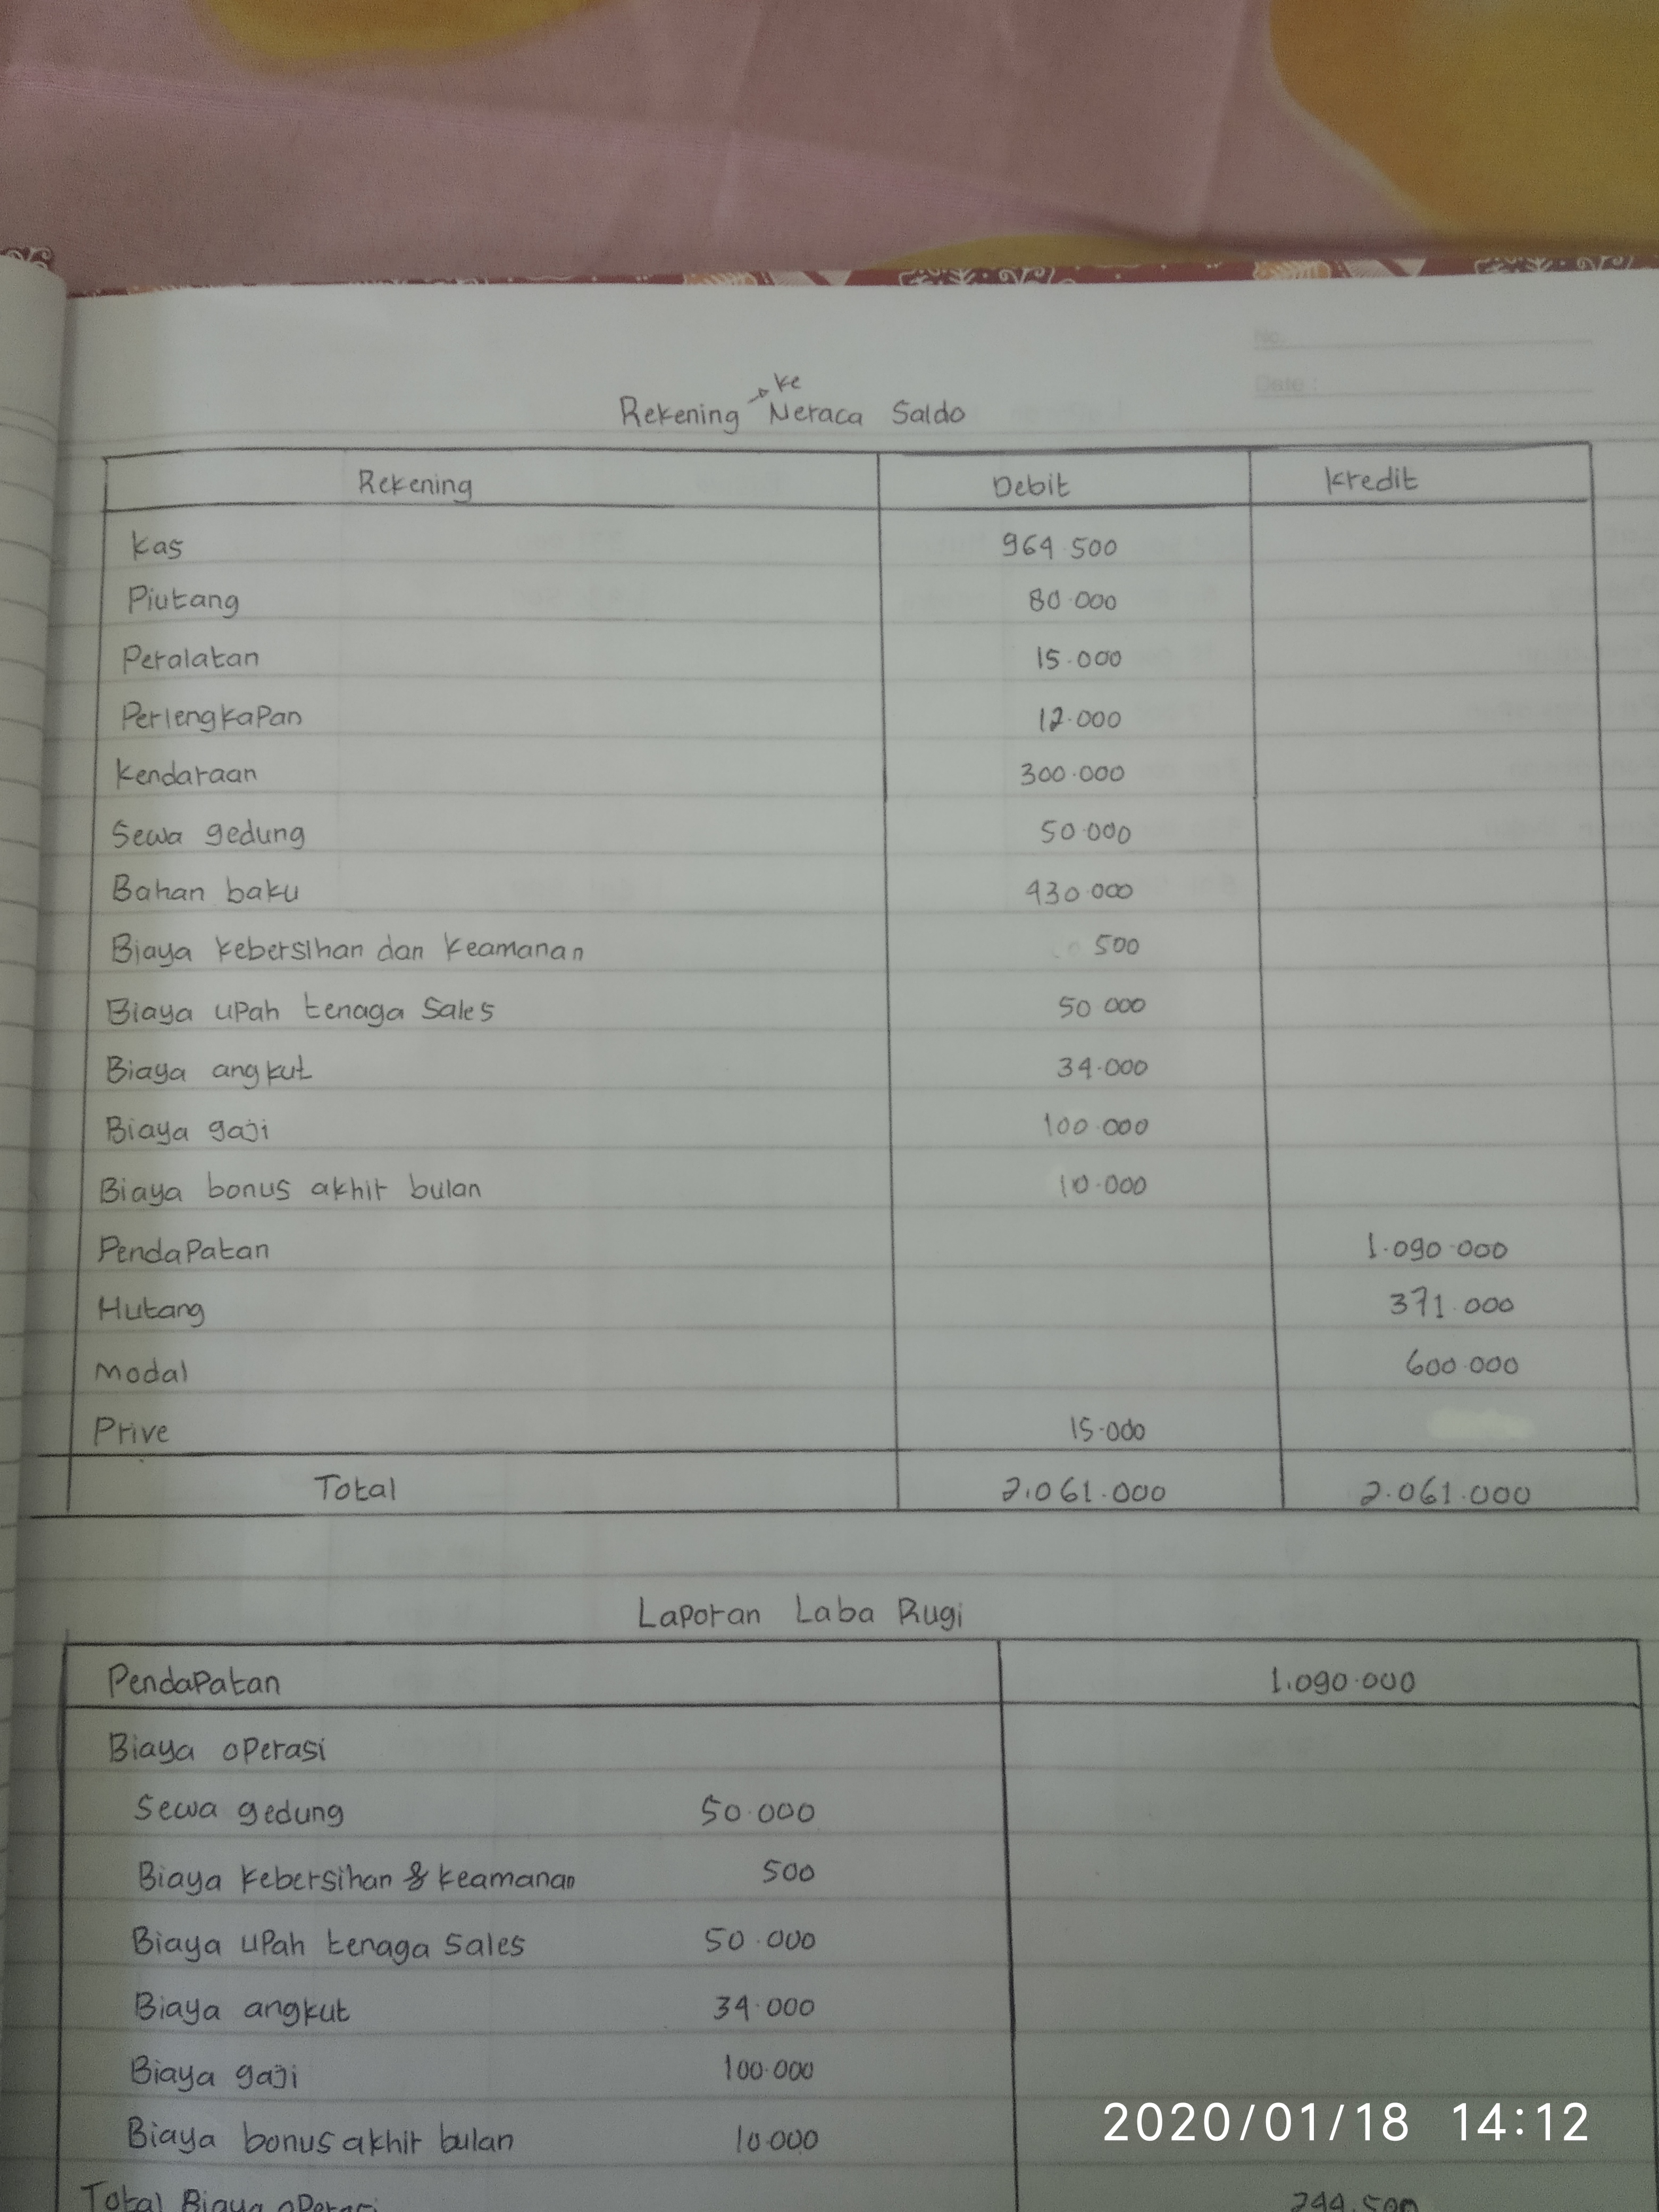 No.
Date :
ke
Rekening Neraca Saldo
Rekening Debit Kredit
Kas 964.500
Piutang 80.000
Peralatan 15.000
Perlengkapan 12.000
Kendaraan 300.000
Sewa gedung 50.000
Bahan baku 430.000
Biaya kebersihan dan keamanan 500
Biaya upah tenaga sales 50.000
Biaya angkut 34.000
Biaya gaji 100.000
Biaya bonus akhir bulan 10.000
Pendapatan 1.090.000
Hutang 371.000
Modal 600.000
Prive 15.000
Total 2.061.000 2.061.000
Laporan Laba Rugi
Pendapatan 1.090.000
Biaya operasi
Sewa gedung 50.000
Biaya kebersihan & keamanan 500
Biaya upah tenaga sales 50.000
Biaya angkut 34.000
Biaya gaji 100.000
Biaya bonus akhir bulan 10.000
Total Biaya operasi 244.500
2020/01/18 14:12